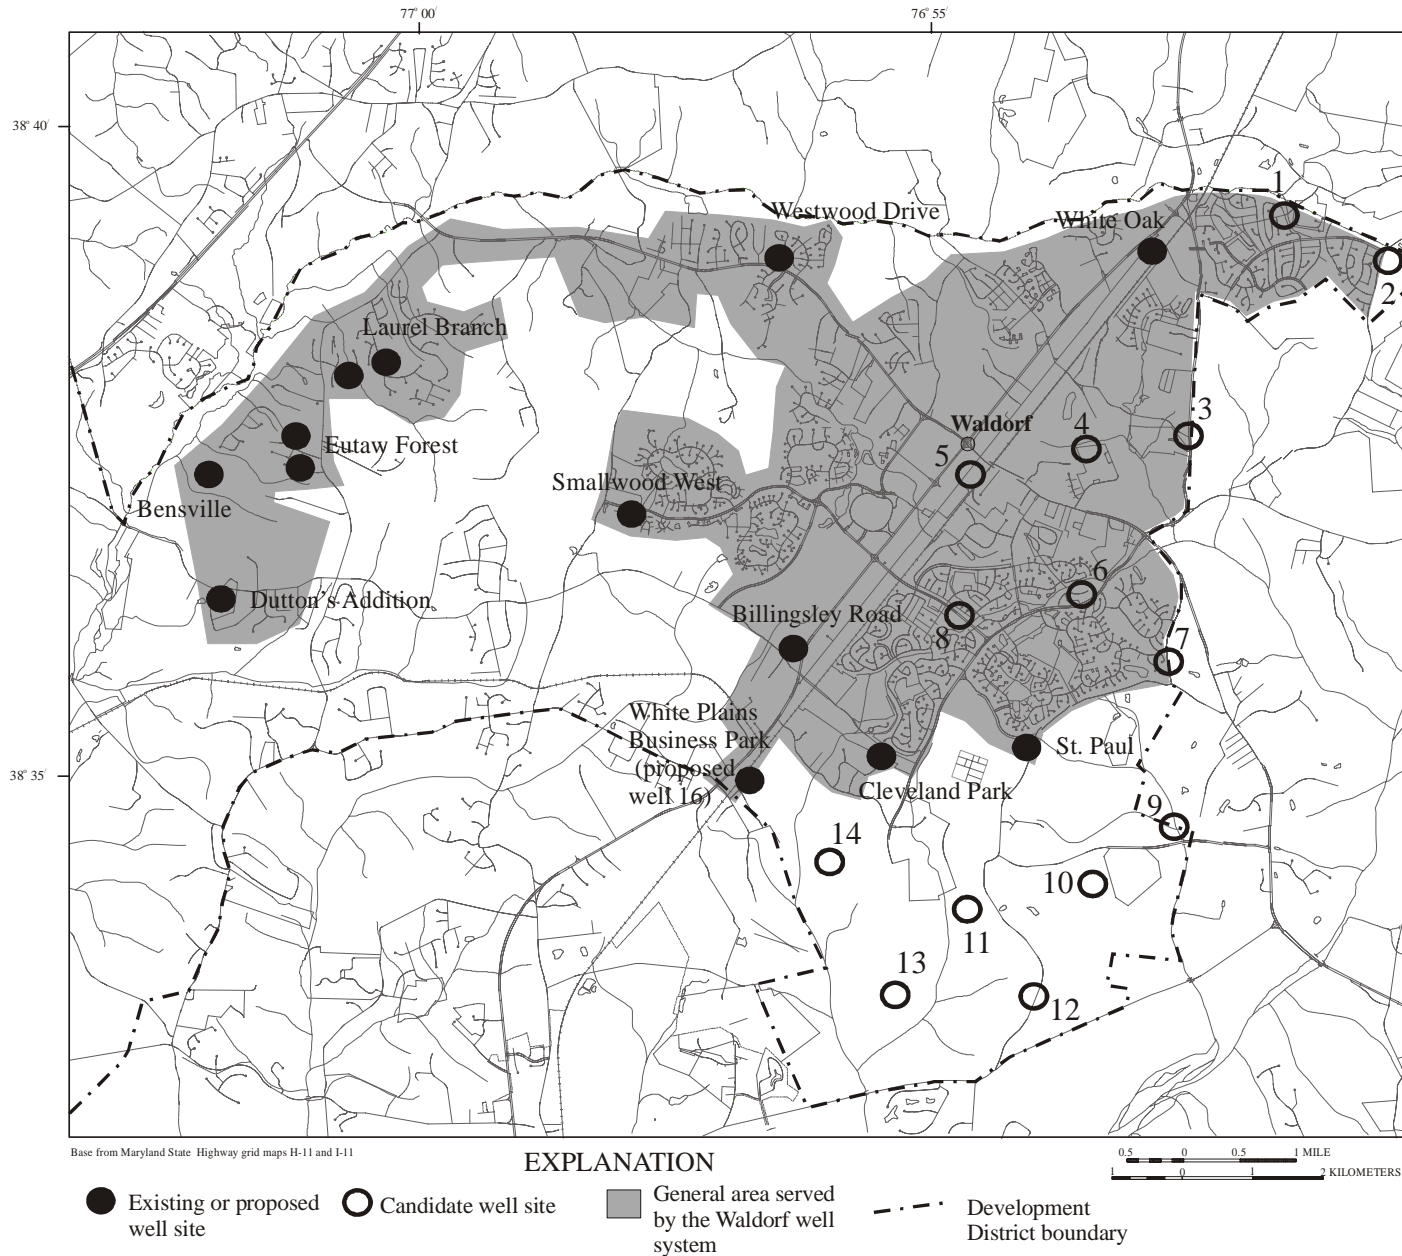 77° 00′
76° 55′
38° 40′
1
Westwood Drive
White Oak
2
Laurel Branch
3
Waldorf
4
5
Eutaw Forest
Smallwood West
Bensville
6
Dutton's Addition
Billingsley Road
8
7
White Plains
Business Park
(proposed
well 16)
St. Paul
38° 35′
Cleveland Park
9
14
10
11
13
12
Base from Maryland State Highway grid maps H-11 and I-11
0.5 0 0.5 1 MILE
1 0 1 2 KILOMETERS
EXPLANATION
Existing or proposed
well site
Candidate well site
General area served
by the Waldorf well
system
Development
District boundary